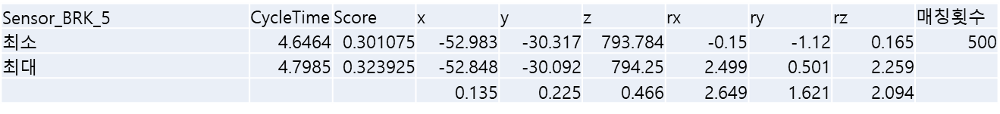 Sensor_BRK_5 CycleTime Score x y z rx ry rz 매칭횟수
최소 4.6464 0.301075 -52.983 -30.317 793.784 -0.15 -1.12 0.165 500
최대 4.7985 0.323925 -52.848 -30.092 794.25 2.499 0.501 2.259
0.135 0.225 0.466 2.649 1.621 2.094